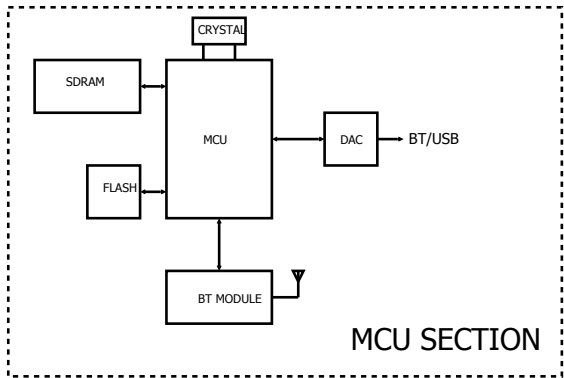 CRYSTAL
SDRAM
MCU
DAC
BT/USB
FLASH
BT MODULE
MCU SECTION